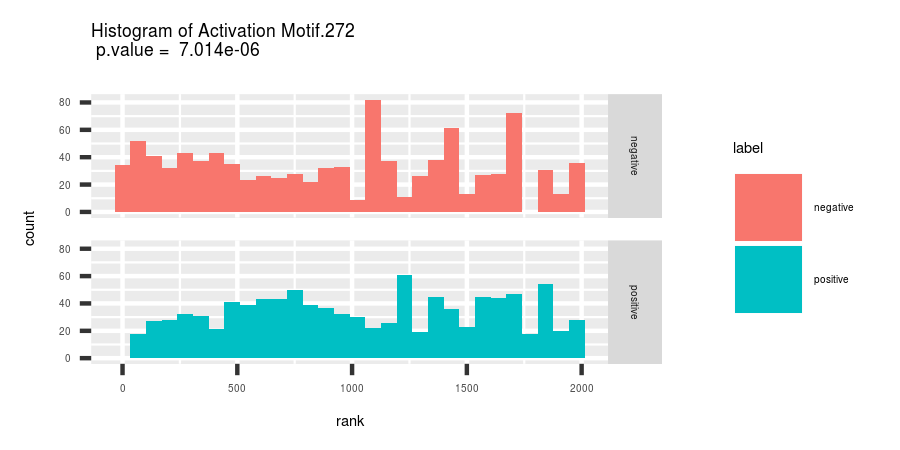 Histogram of Activation Motif.272
p.value = 7.014e-06
count
80
60
40
20
0
negative
80
60
40
20
0
positive
0 500 1000 1500 2000
rank
label
negative
positive